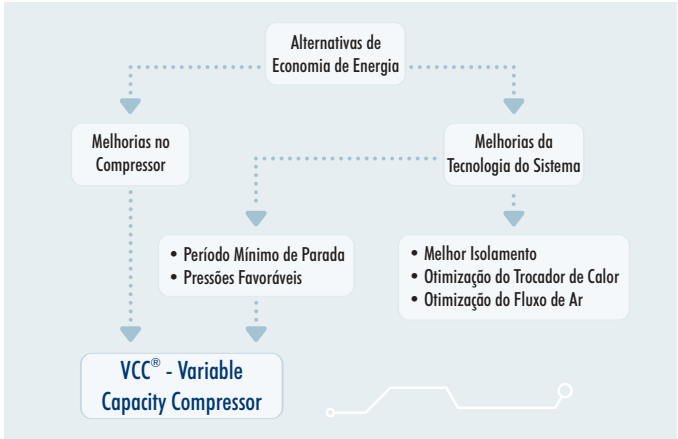 Alternativas de
Economia de Energia
Melhorias no
Compressor
Melhorias da
Tecnologia do Sistema
• Período Mínimo de Parada
• Pressões Favoráveis
• Melhor Isolamento
• Otimização do Trocador de Calor
• Otimização do Fluxo de Ar
VCC® - Variable
Capacity Compressor